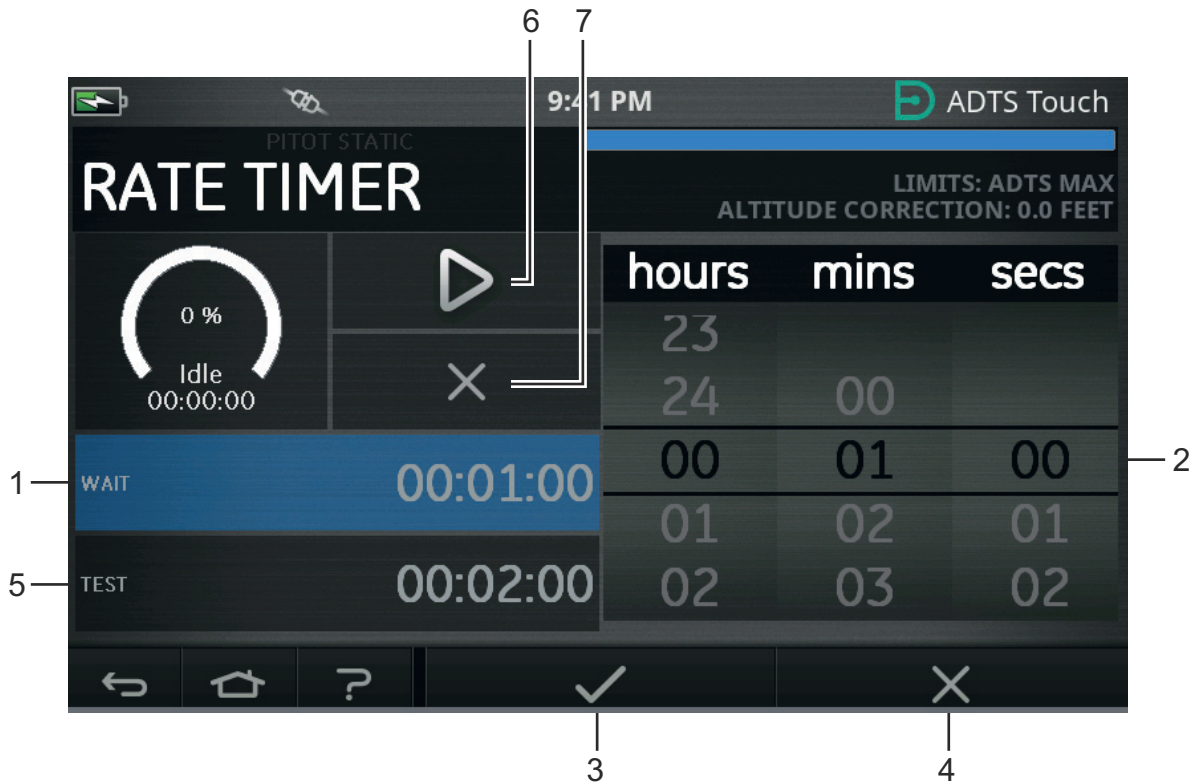 6 7
9:41 PM ADTS Touch
PITOT STATIC
RATE TIMER
LIMITS: ADTS MAX
ALTITUDE CORRECTION: 0.0 FEET
hours mins secs
0 %
Idle
00:00:00
23
24 00
00 01 00
01 02 01
02 03 02
2
1
WAIT 00:01:00
5
TEST 00:02:00
3 4